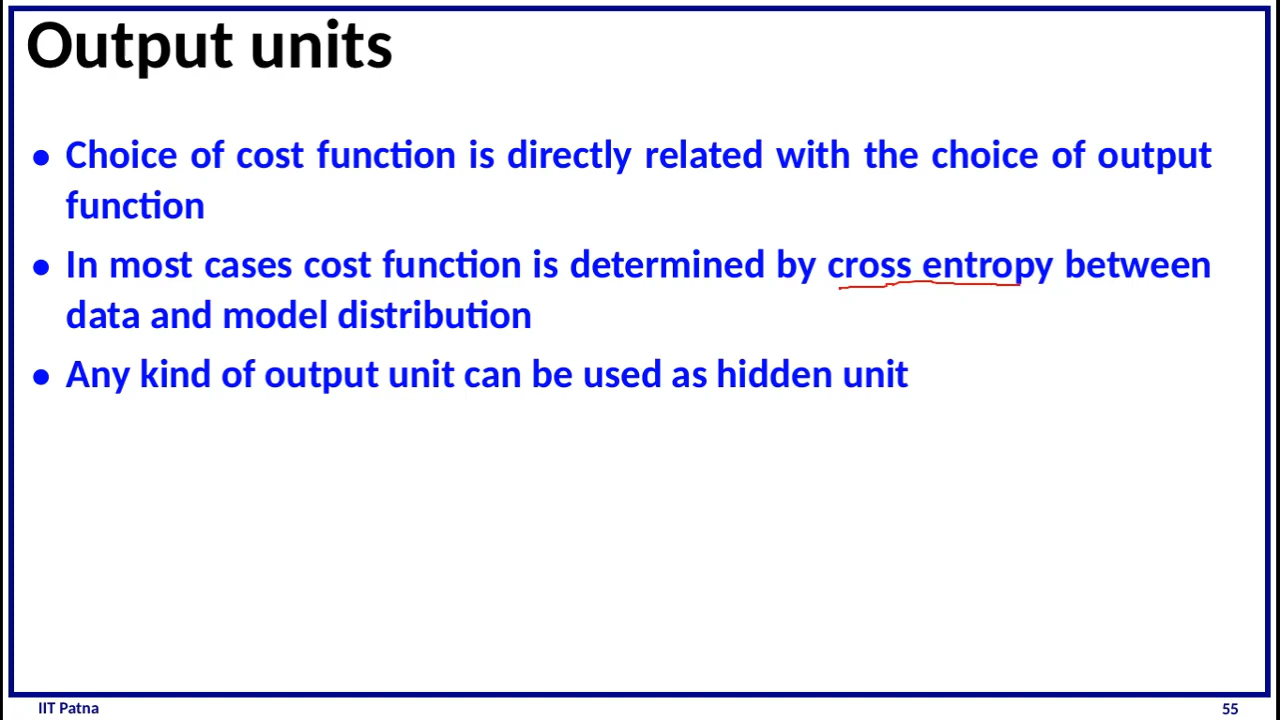 Output units
• Choice of cost function is directly related with the choice of output
function
• In most cases cost function is determined by cross entropy between
data and model distribution
• Any kind of output unit can be used as hidden unit
IIT Patna
55